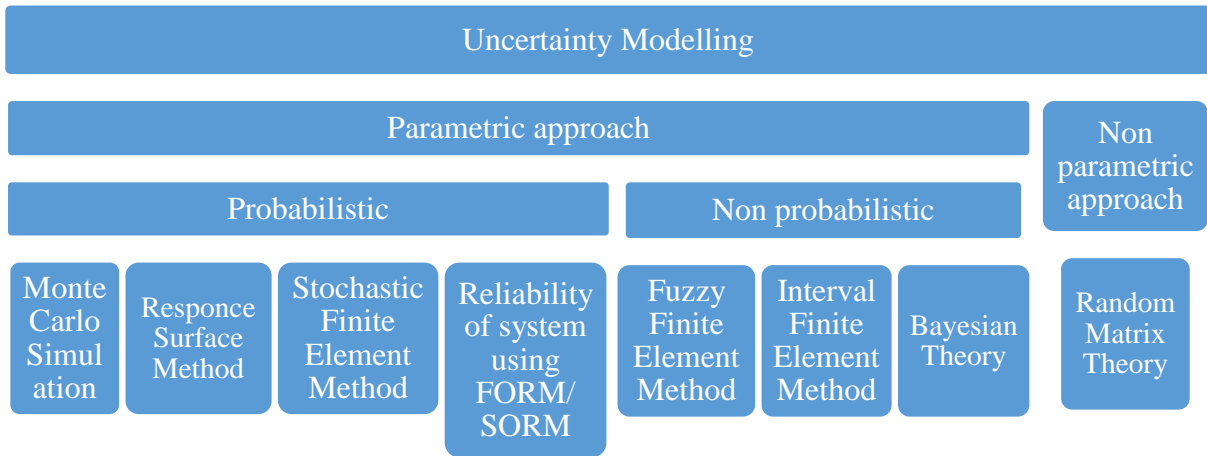 Uncertainty Modelling
Parametric approach
Non
parametric
approach
Probabilistic
Non probabilistic
Monte
Carlo
Simul
ation
Responce
Surface
Method
Stochastic
Finite
Element
Method
Reliability
of system
using
FORM/
SORM
Fuzzy
Finite
Element
Method
Interval
Finite
Element
Method
Bayesian
Theory
Random
Matrix
Theory